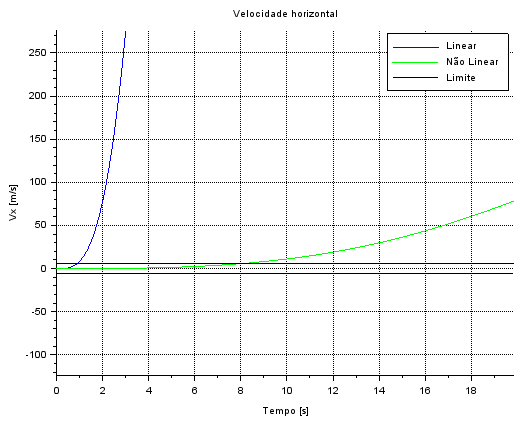 Velocidade horizontal
Linear
Não Linear
Limite
Vx [m/s]
250
200
150
100
50
0
-50
-100
0 2 4 6 8 10 12 14 16 18
Tempo [s]